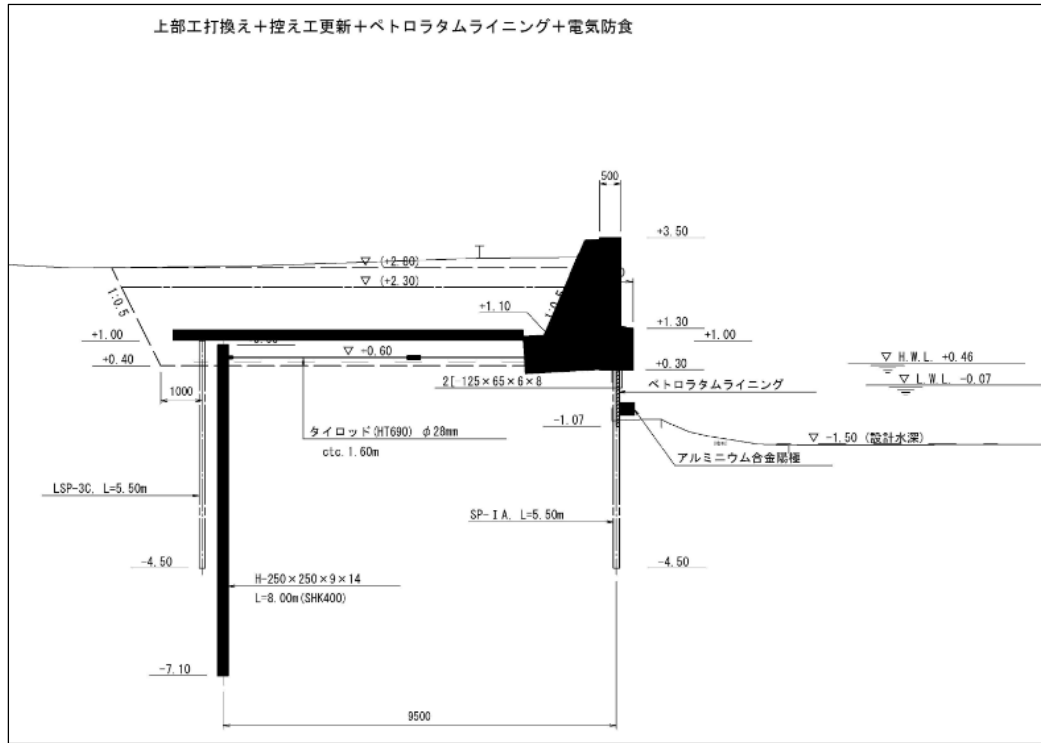 上部工打換え+控え工更新+ペトロラタムライニング+電気防食
500
+3.50
▽ (+2.80)
▽ (+2.30)
1:0.5
1:0.5
+1.10
+1.30
+1.00
+1.00
▽ -0.60
+0.40
+0.30
▽ H.W.L. +0.46
▽ L.W.L. -0.07
1000
2[-125×65×6×8
ペトロラタムライニング
-1.07
タイロッド(HT690) φ28mm
ctc.1.60m
▽ -1.50 (設計水深)
アルミニウム合金陽極
LSP-3C, L=5.50m
SP-ⅠA, L=5.50m
-4.50
-4.50
H-250×250×9×14
L=8.00m(SHK400)
-7.10
9500